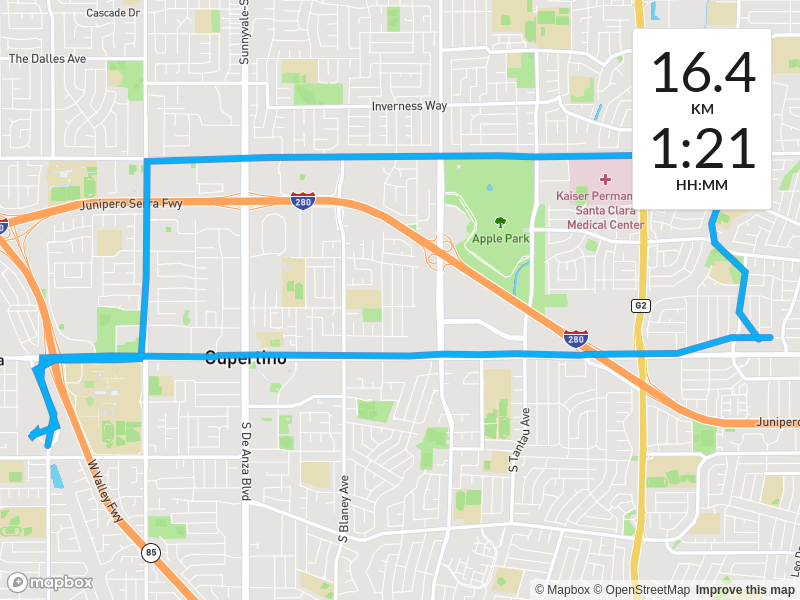 Cascade Dr
Sunnyvale-S
The Dalles Ave
16.4
KM
1:21
HH:MM
Inverness Way
Junipero Serra Fwy
280
Kaiser Perman
Santa Clara
Medical Center
Apple Park
G2
280
Cupertino
a
S De Anza Blvd
S Blaney Ave
S Tantau Ave
Junipero
W Valley Fwy
85
Leo D
mapbox
© Mapbox © OpenStreetMap Improve this map